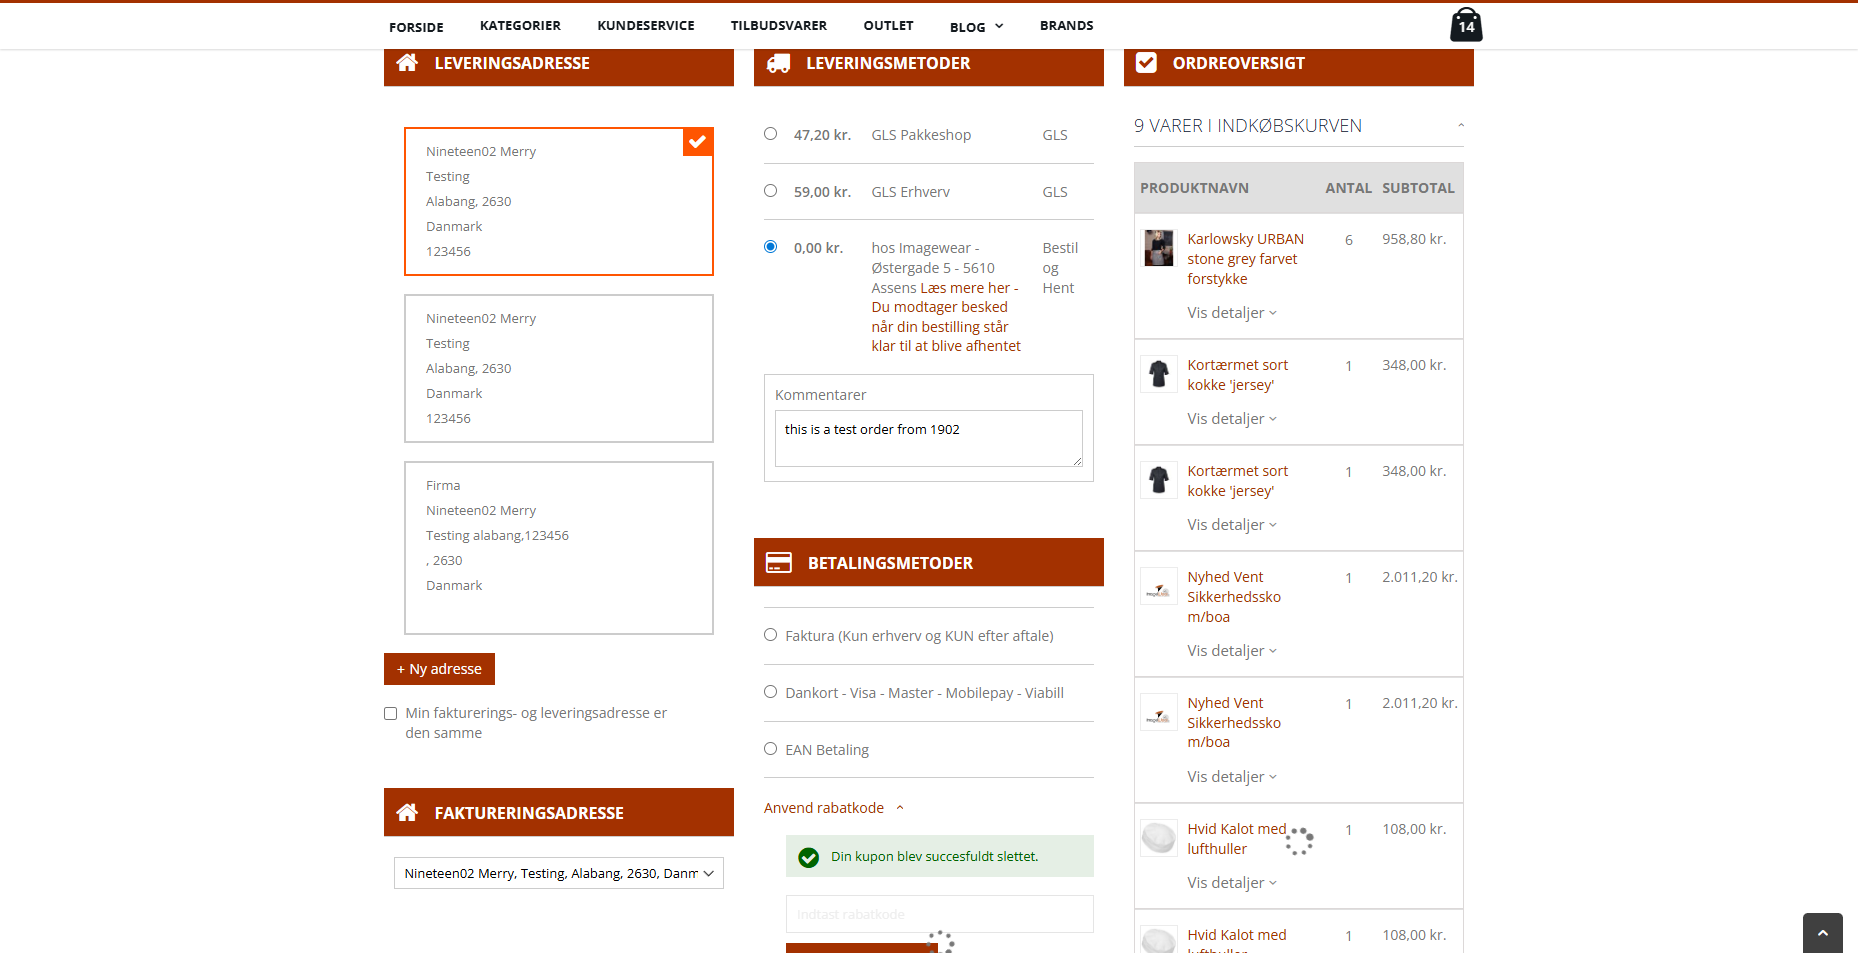 FORSIDE
KATEGORIER
KUNDESERVICE
TILBUDSVARER
OUTLET
BLOG
BRANDS
14
LEVERINGSADRESSE
Nineteen02 Merry
Testing
Alabang, 2630
Danmark
123456
Nineteen02 Merry
Testing
Alabang, 2630
Danmark
123456
Firma
Nineteen02 Merry
Testing alabang,123456
, 2630
Danmark
+ Ny adresse
Min fakturerings- og leveringsadresse er
den samme
FAKTURERINGSADRESSE
Nineteen02 Merry, Testing, Alabang, 2630, Danm
LEVERINGSMETODER
47,20 kr. GLS Pakkeshop GLS
59,00 kr. GLS Erhverv GLS
0,00 kr. hos Imagewear - Bestil
Østergade 5 - 5610 og
Assens Læs mere her - Hent
Du modtager besked
når din bestilling står
klar til at blive afhentet
Kommentarer
this is a test order from 1902
BETALINGSMETODER
Faktura (Kun erhverv og KUN efter aftale)
Dankort - Visa - Master - Mobilepay - Viabill
EAN Betaling
Anvend rabatkode
Din kupon blev succesfuldt slettet.
Indtast rabatkode
ORDREOVERSIGT
9 VARER I INDKØBSKURVEN
PRODUKTNAVN ANTAL SUBTOTAL
Karlowsky URBAN 6 958,80 kr.
stone grey farvet
forstykke
Vis detaljer
Kortærmet sort 1 348,00 kr.
kokke 'jersey'
Vis detaljer
Kortærmet sort 1 348,00 kr.
kokke 'jersey'
Vis detaljer
Nyhed Vent 1 2.011,20 kr.
Sikkerhedssko
m/boa
Vis detaljer
Nyhed Vent 1 2.011,20 kr.
Sikkerhedssko
m/boa
Vis detaljer
Hvid Kalot med 1 108,00 kr.
lufthuller
Vis detaljer
Hvid Kalot med 1 108,00 kr.
lufthuller